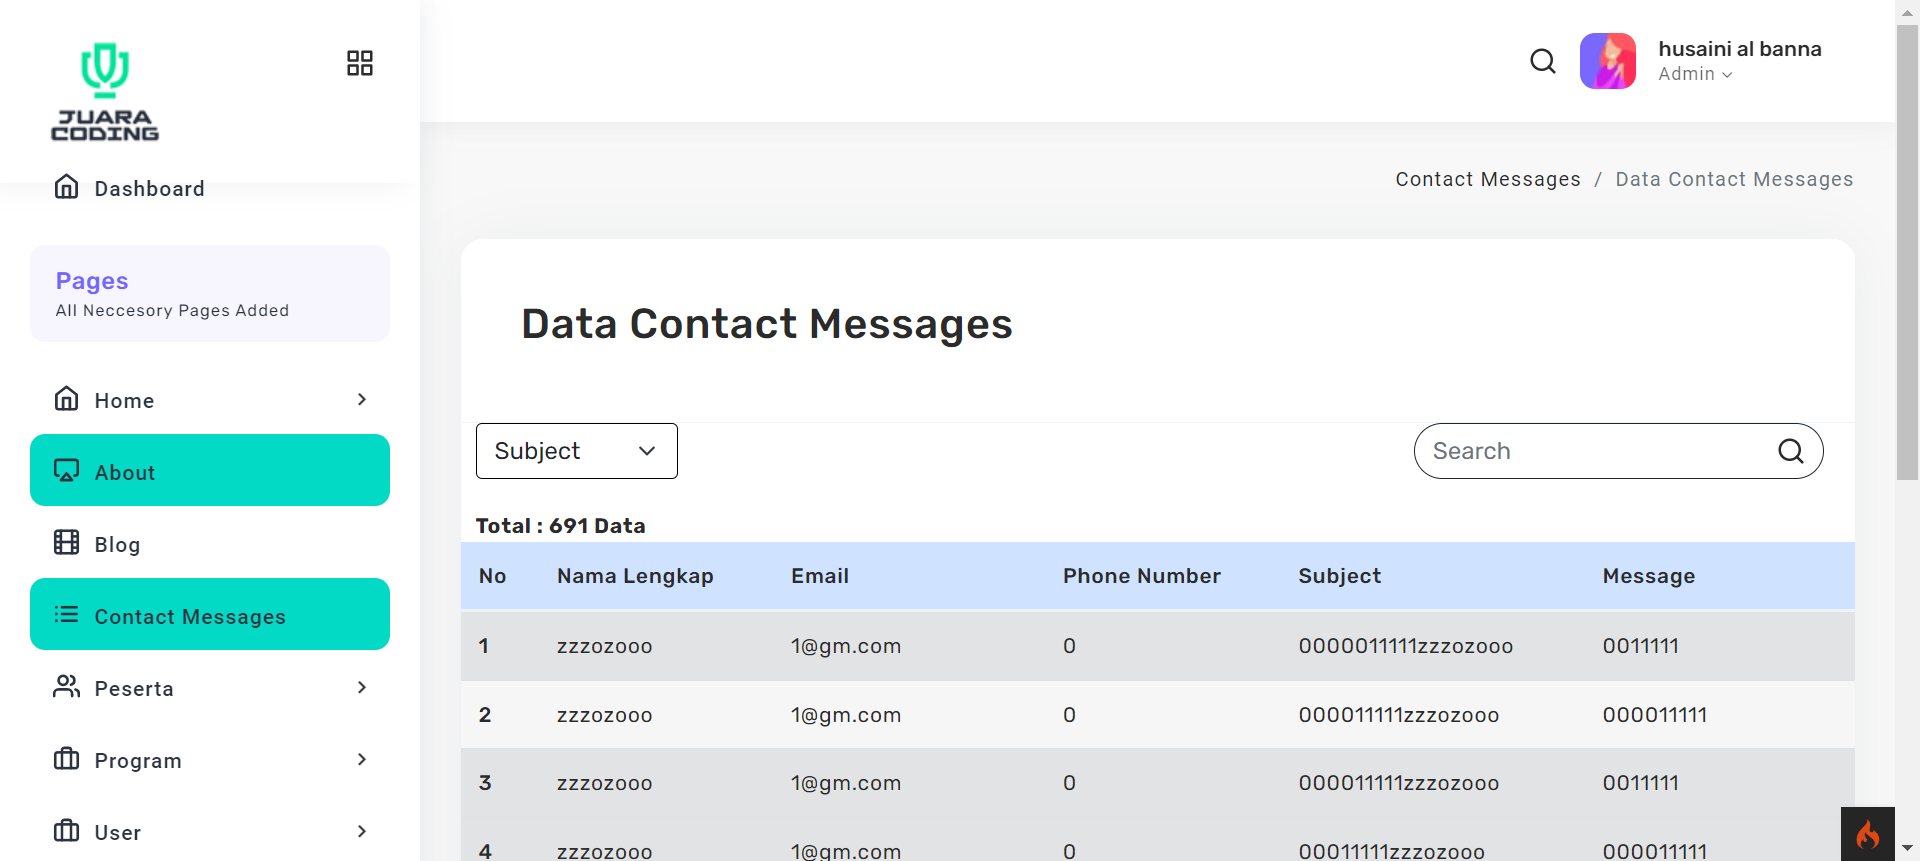 JUARA
CODING
husaini al banna
Admin
Dashboard
Contact Messages / Data Contact Messages
Pages
All Neccesory Pages Added
Home
About
Blog
Contact Messages
Peserta
Program
User
Data Contact Messages
Subject
Search
Total : 691 Data
No Nama Lengkap Email Phone Number Subject Message
1 zzzozooo 1@gm.com 0 0000011111zzzozooo 0011111
2 zzzozooo 1@gm.com 0 000011111zzzozooo 000011111
3 zzzozooo 1@gm.com 0 000011111zzzozooo 0011111
4 zzzozooo 1@gm.com 0 00011111zzzozooo 000011111